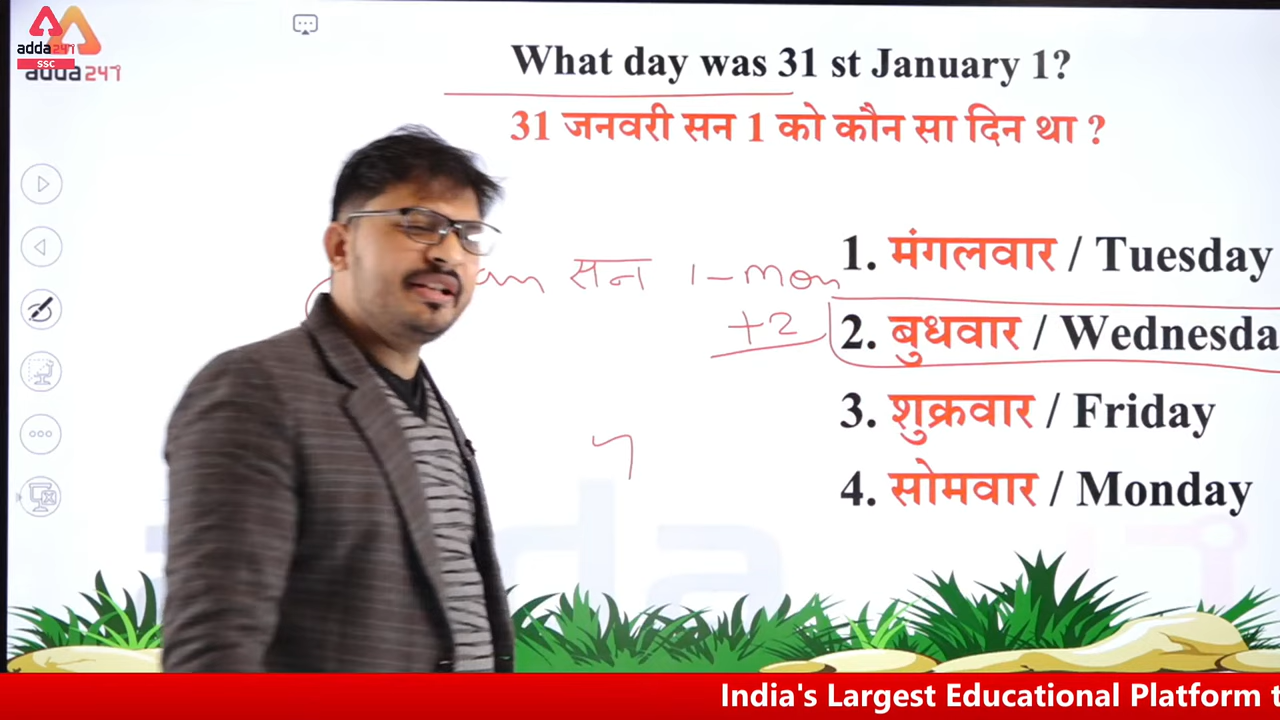 adda247
SSC
adda247
What day was 31 st January 1?
31 जनवरी सन 1 को कौन सा दिन था ?
an सन 1-mon
+2
1. मंगलवार / Tuesday
2. बुधवार / Wednesda
3. शुक्रवार / Friday
4. सोमवार / Monday
India's Largest Educational Platform t